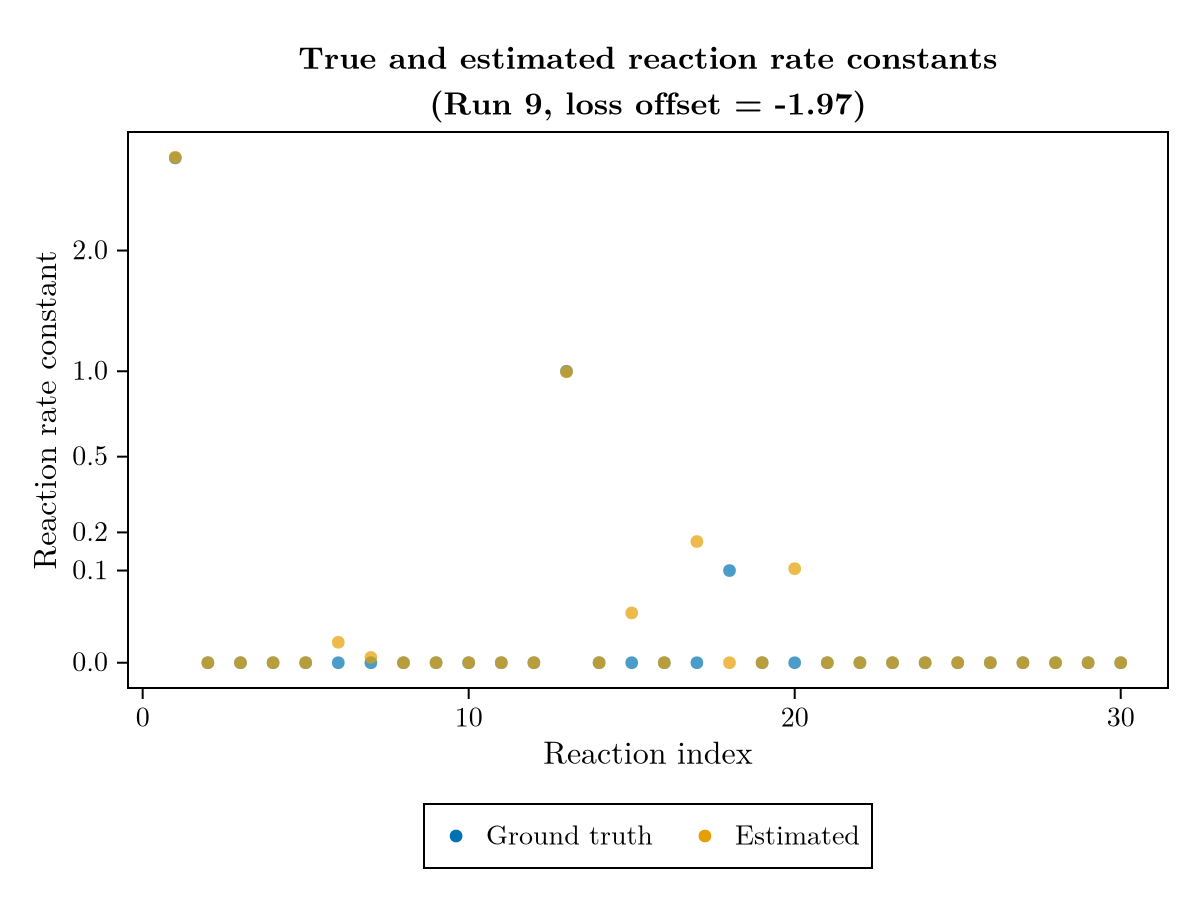 True and estimated reaction rate constants
(Run 9, loss offset = -1.97)
Reaction rate constant
2.0
1.0
0.5
0.2
0.1
0.0
0 10 20 30
Reaction index
Ground truth Estimated